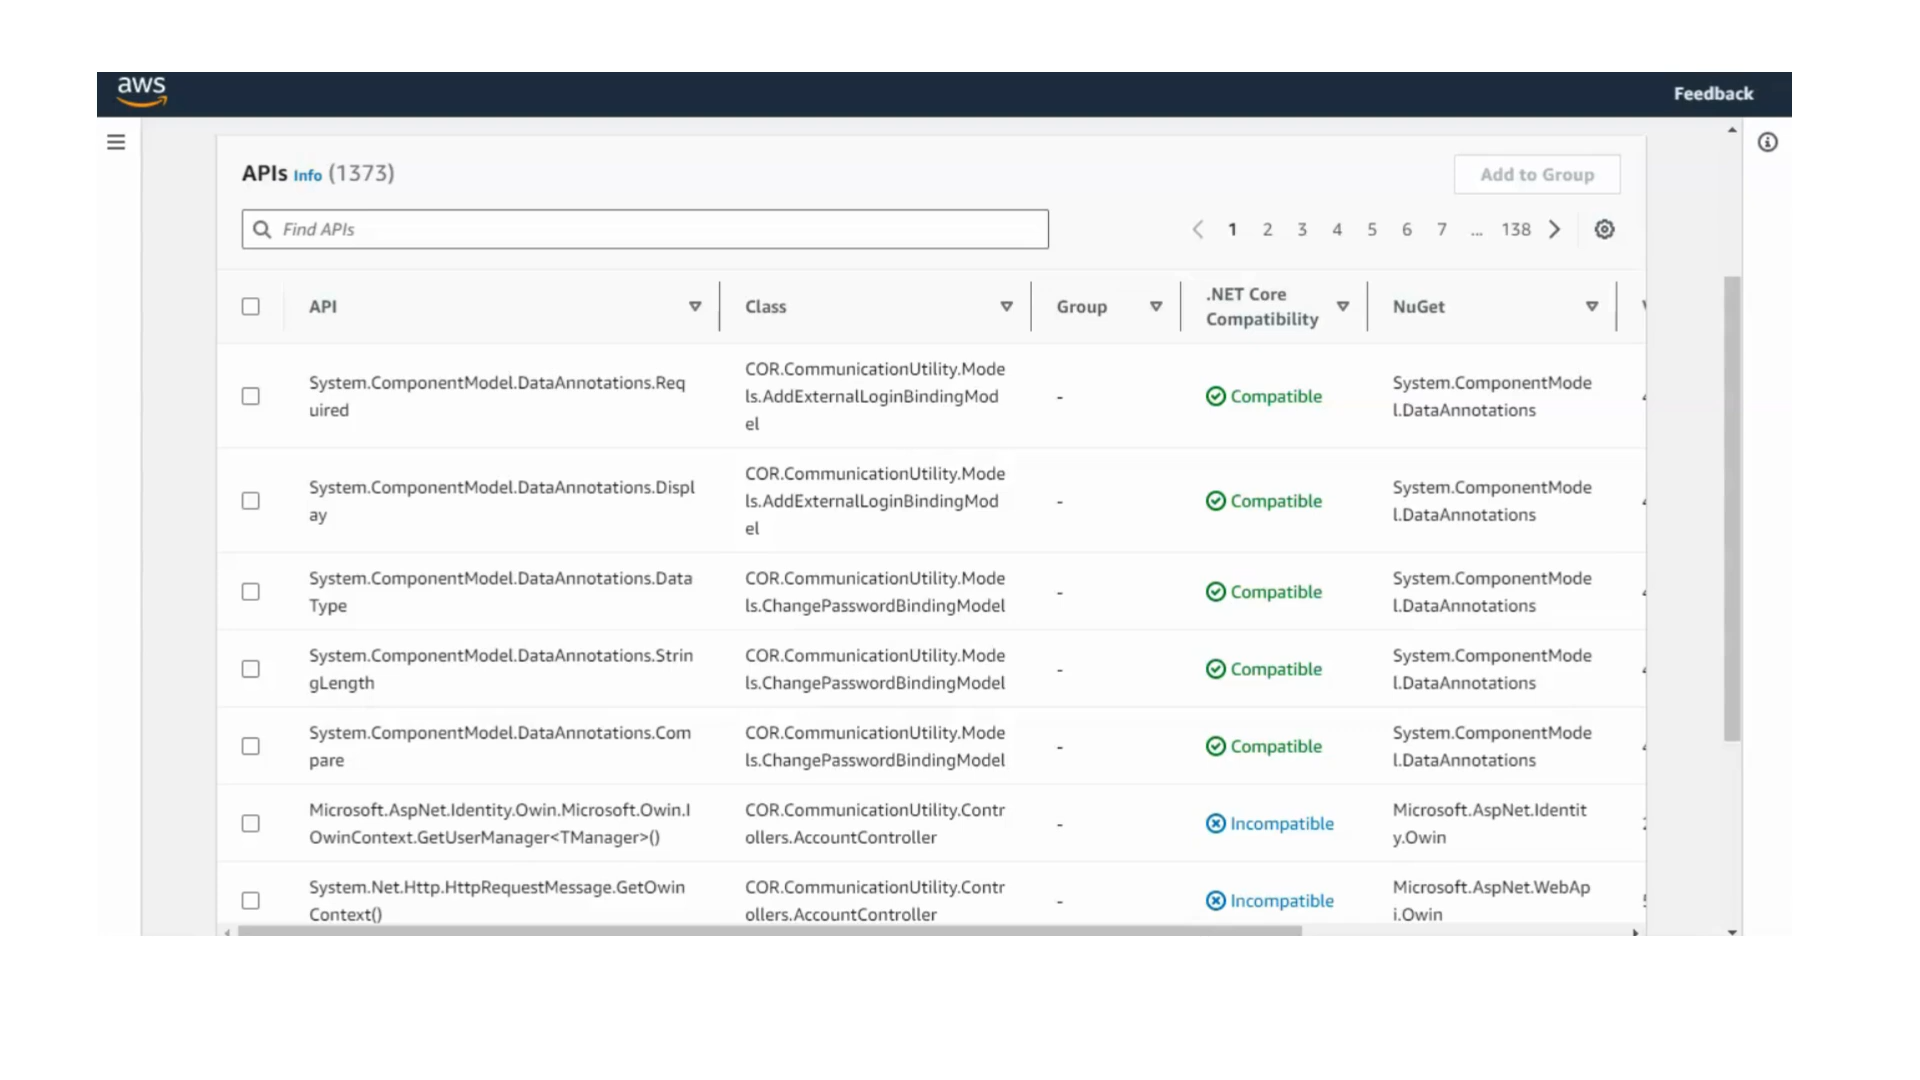 aws
Feedback
APIs Info (1373)
Add to Group
Find APIs
1 2 3 4 5 6 7 ... 138
API
Class
Group
.NET Core
Compatibility
NuGet
System.ComponentModel.DataAnnotations.Req
uired
COR.CommunicationUtility.Mode
ls.AddExternalLoginBindingMod
el
-
Compatible
System.ComponentMode
l.DataAnnotations
System.ComponentModel.DataAnnotations.Displ
ay
COR.CommunicationUtility.Mode
ls.AddExternalLoginBindingMod
el
-
Compatible
System.ComponentMode
l.DataAnnotations
System.ComponentModel.DataAnnotations.Data
Type
COR.CommunicationUtility.Mode
ls.ChangePasswordBindingModel
-
Compatible
System.ComponentMode
l.DataAnnotations
System.ComponentModel.DataAnnotations.Strin
gLength
COR.CommunicationUtility.Mode
ls.ChangePasswordBindingModel
-
Compatible
System.ComponentMode
l.DataAnnotations
System.ComponentModel.DataAnnotations.Com
pare
COR.CommunicationUtility.Mode
ls.ChangePasswordBindingModel
-
Compatible
System.ComponentMode
l.DataAnnotations
Microsoft.AspNet.Identity.Owin.Microsoft.Owin.I
OwinContext.GetUserManager<TManager>()
COR.CommunicationUtility.Contr
ollers.AccountController
-
Incompatible
Microsoft.AspNet.Identit
y.Owin
System.Net.Http.HttpRequestMessage.GetOwin
Context()
COR.CommunicationUtility.Contr
ollers.AccountController
-
Incompatible
Microsoft.AspNet.WebAp
i.Owin